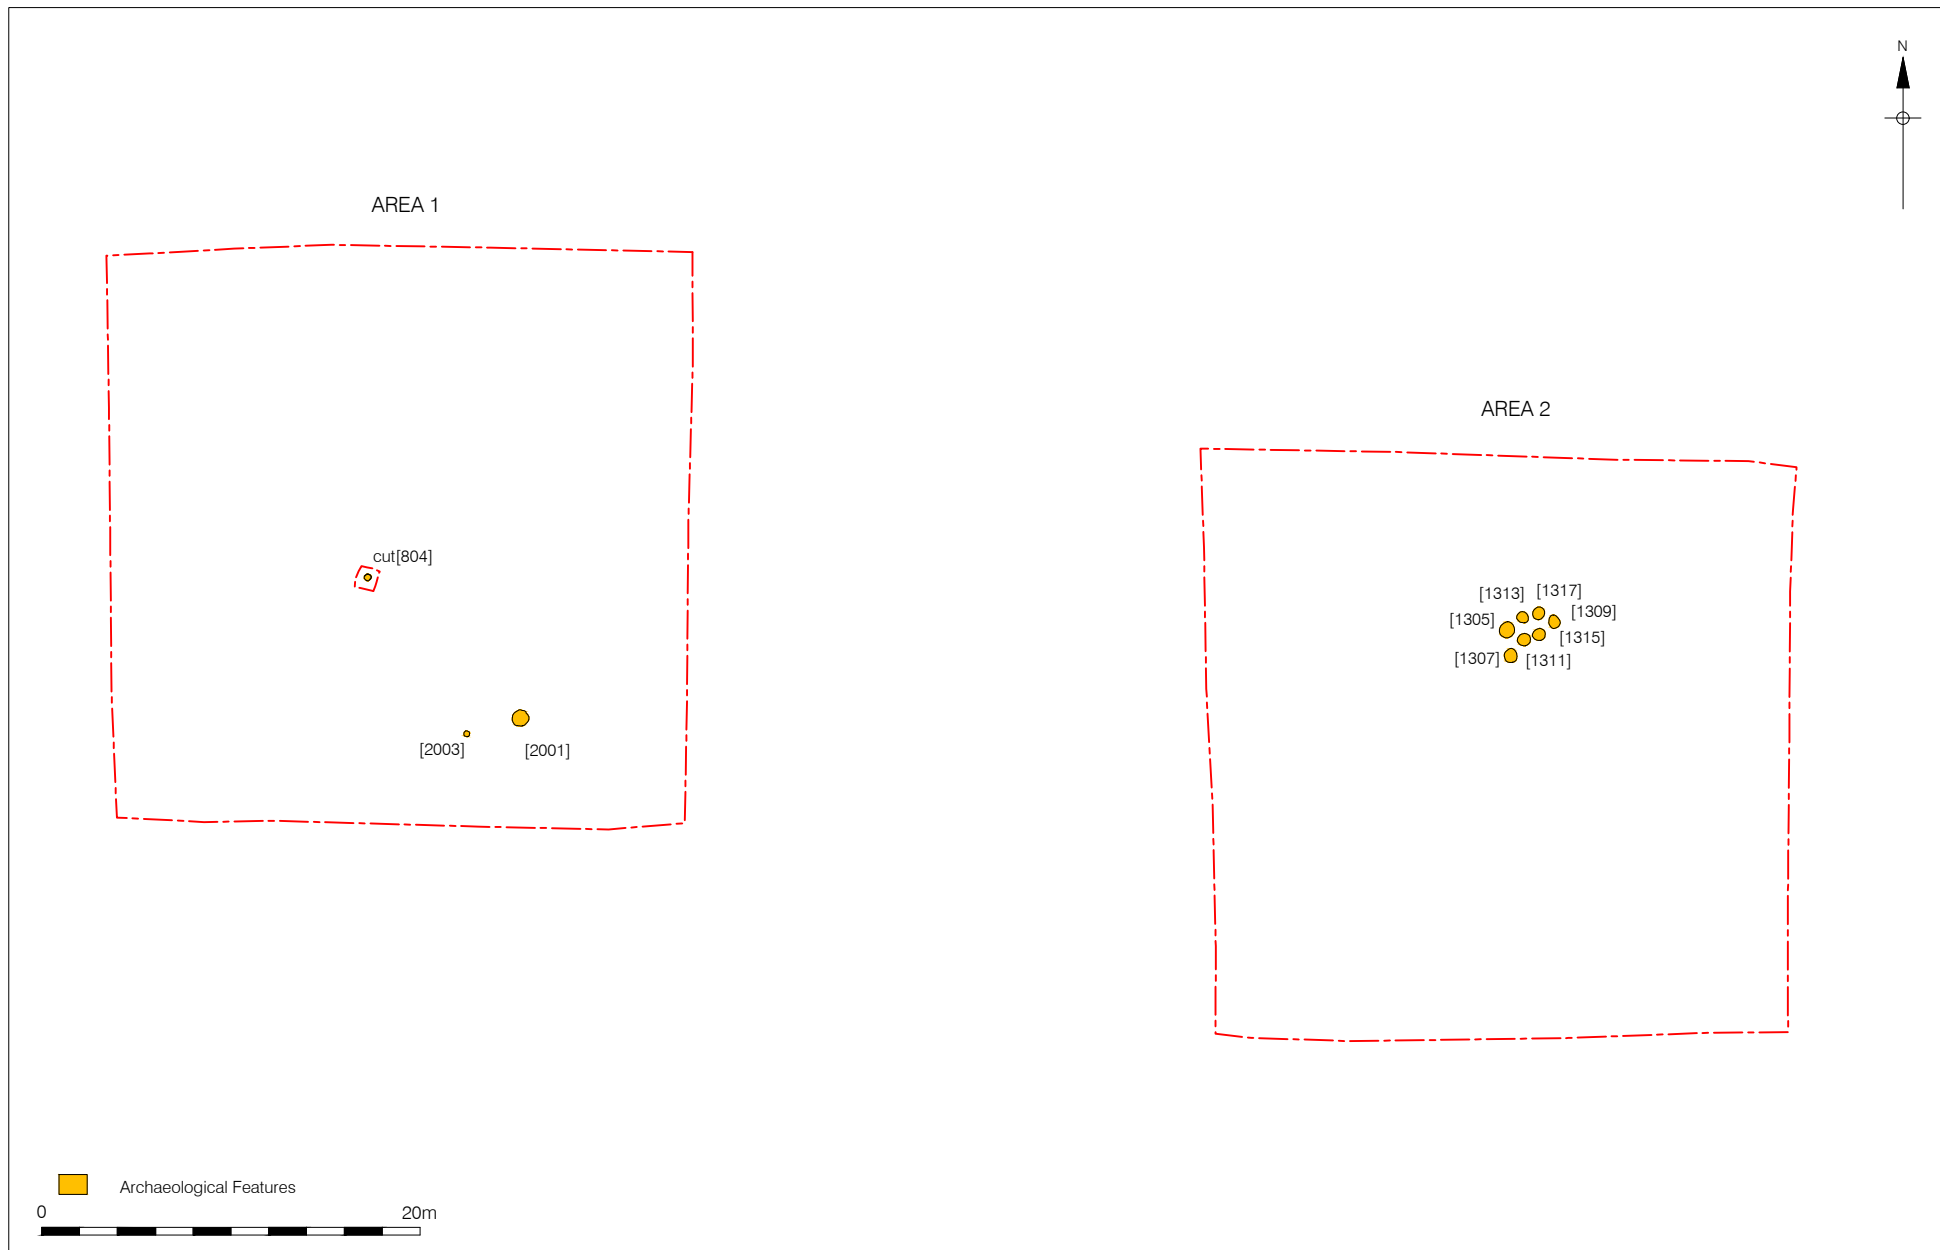 N
AREA 1
AREA 2
cut[804]
[1313]
[1317]
[1305]
[1309]
[1315]
[1307]
[1311]
[2003]
[2001]
Archaeological Features
0
20m